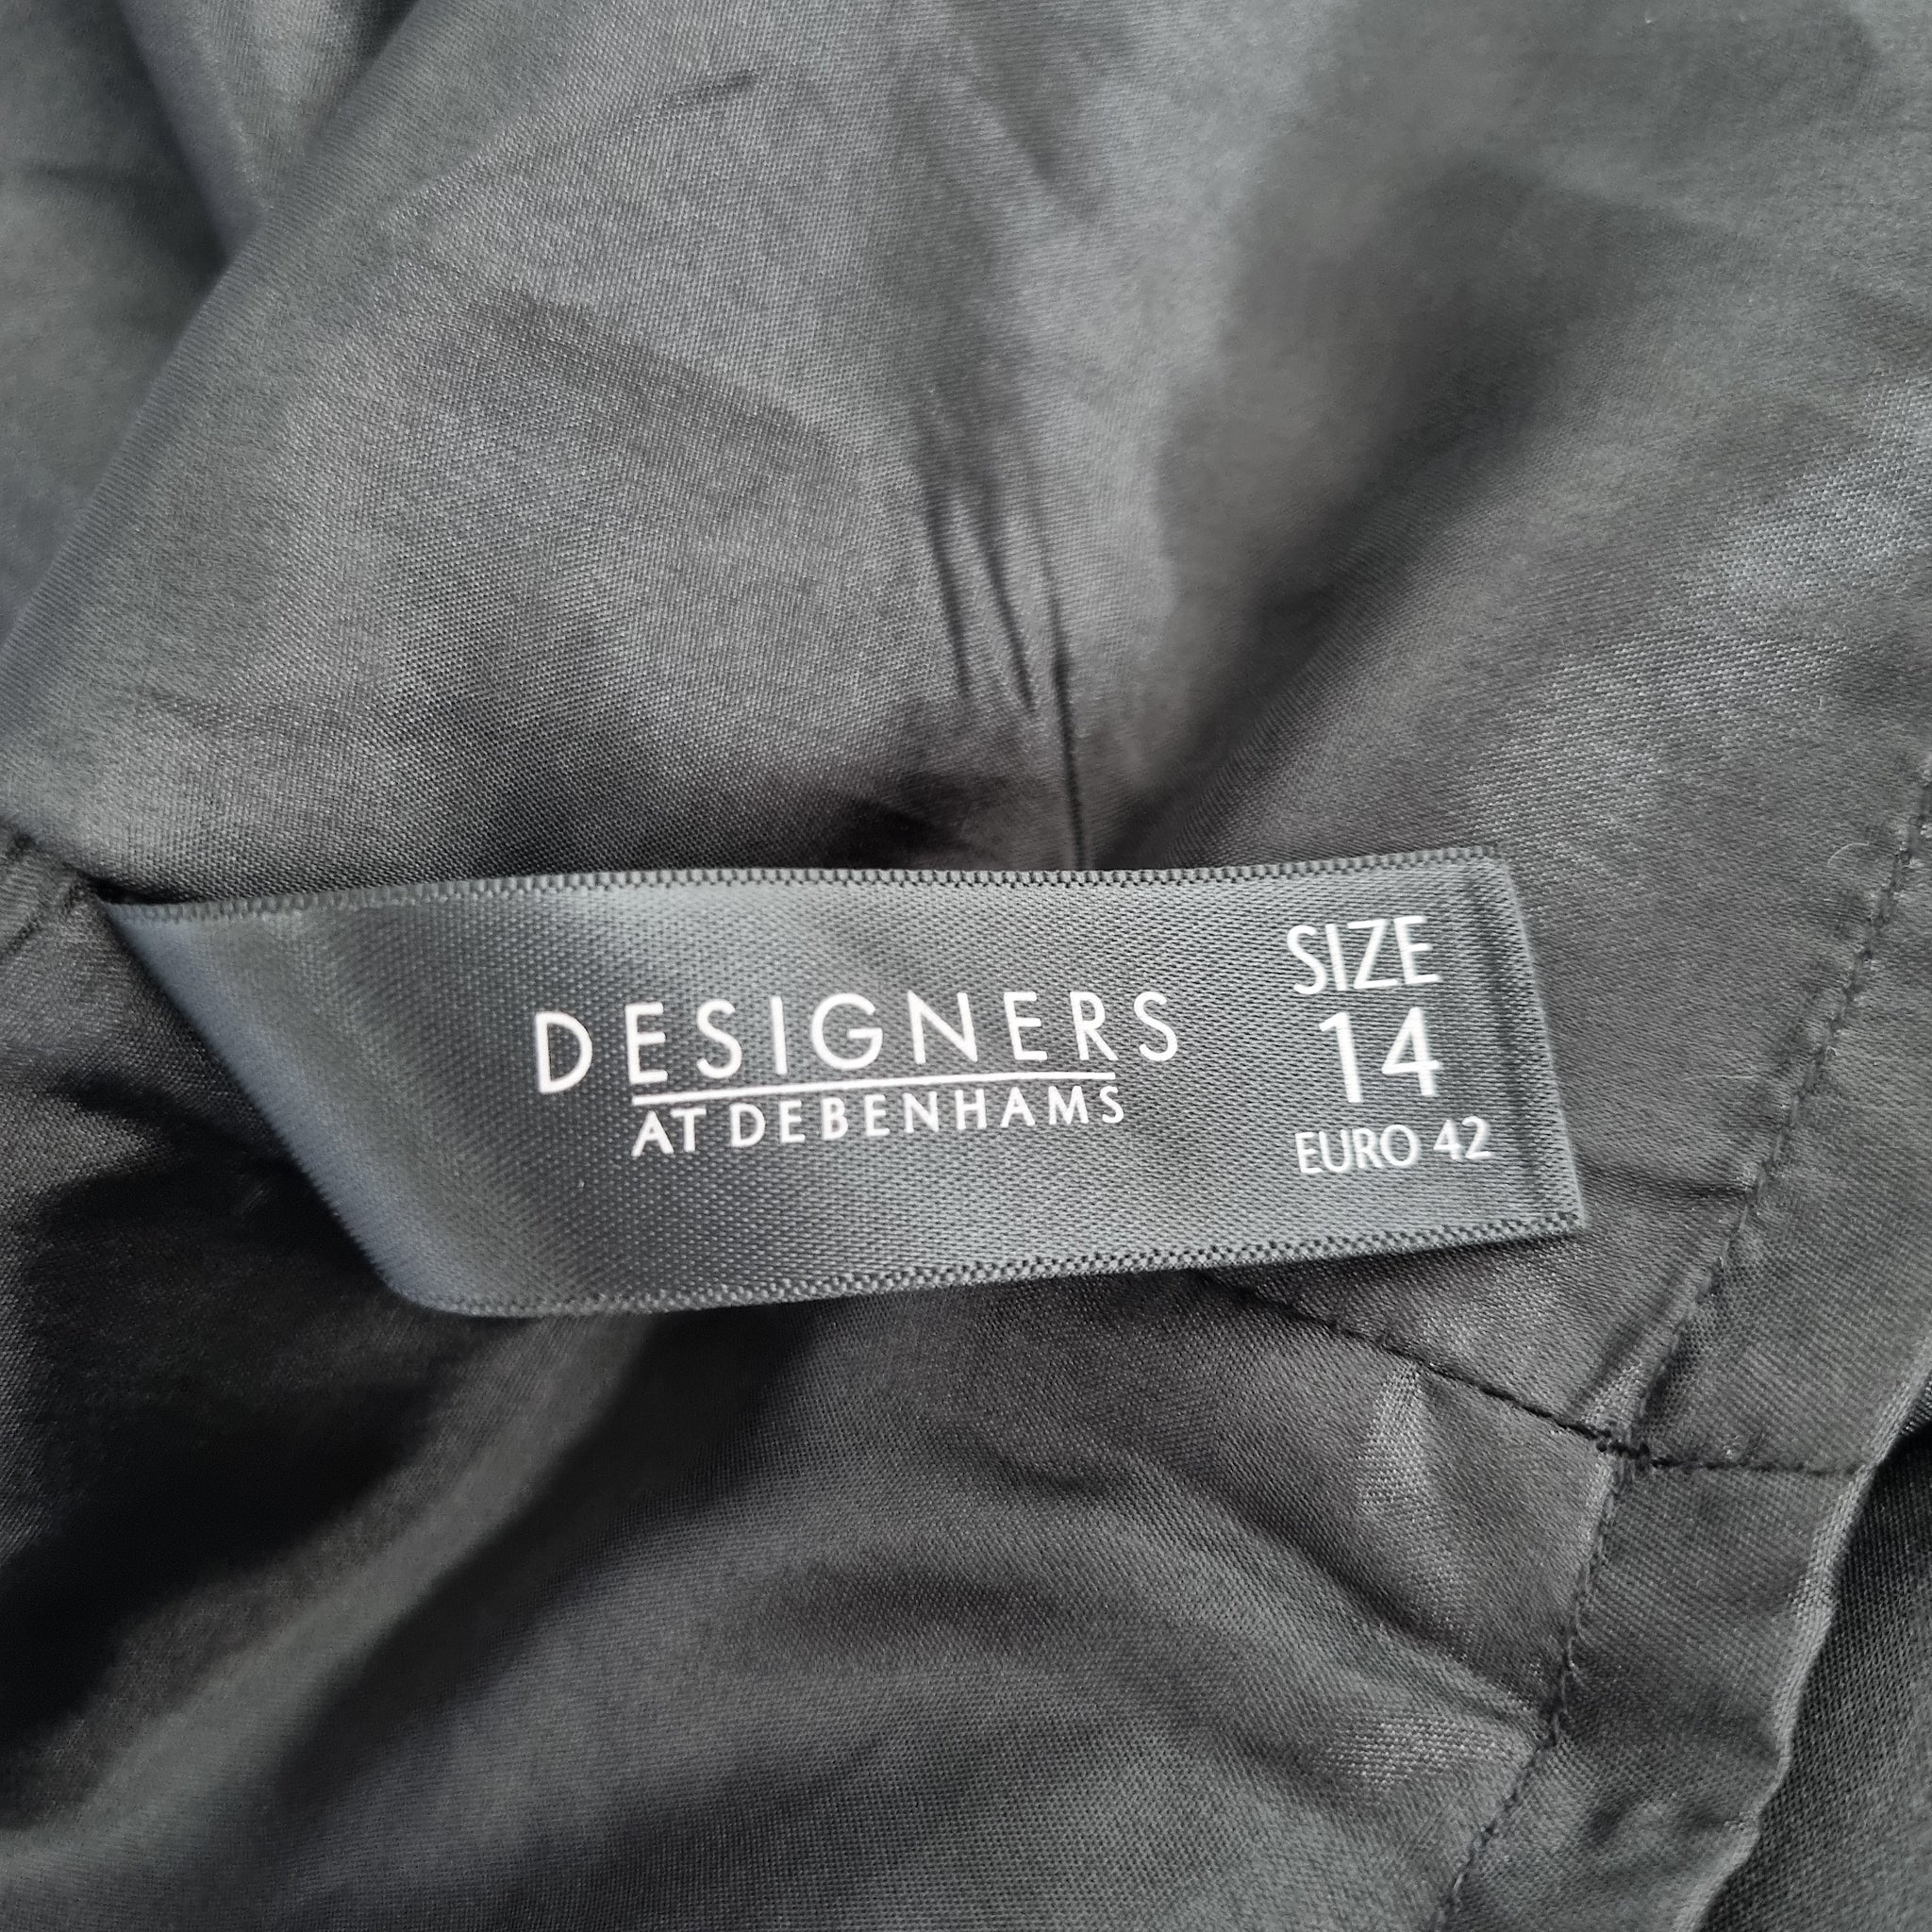 DESIGNERS
AT DEBENHAMS
SIZE
14
EURO 42